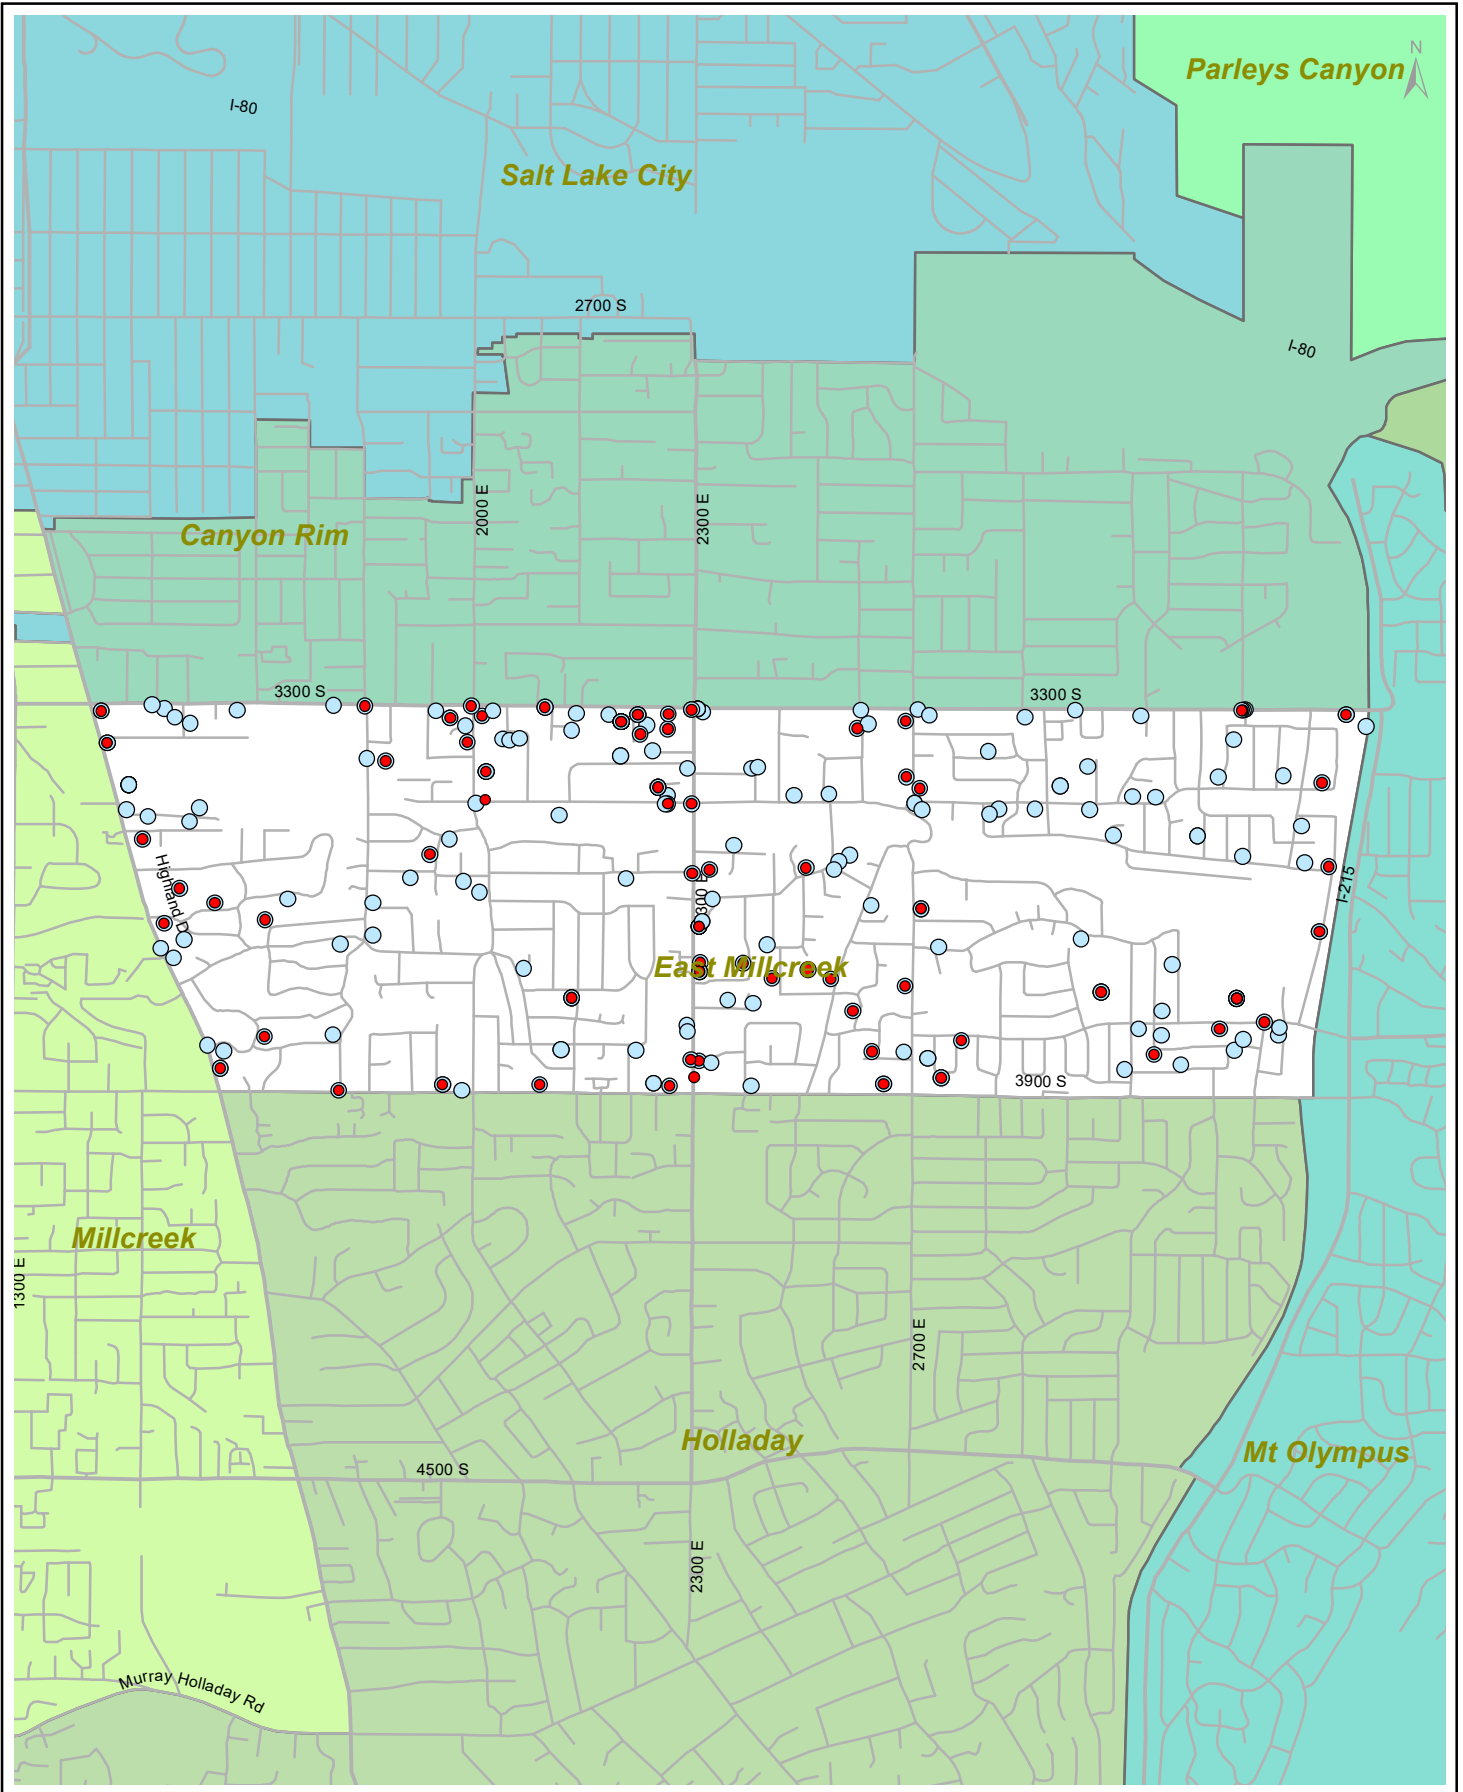 N
Parleys Canyon
I-80
Salt Lake City
2700 S
I-80
2000 E
2300 E
Canyon Rim
3300 S
3300 S
Highland D
I-215
300 E
East Millcreek
3900 S
Millcreek
1300 E
2700 E
Holladay
Mt Olympus
4500 S
2300 E
Murray Holladay Rd